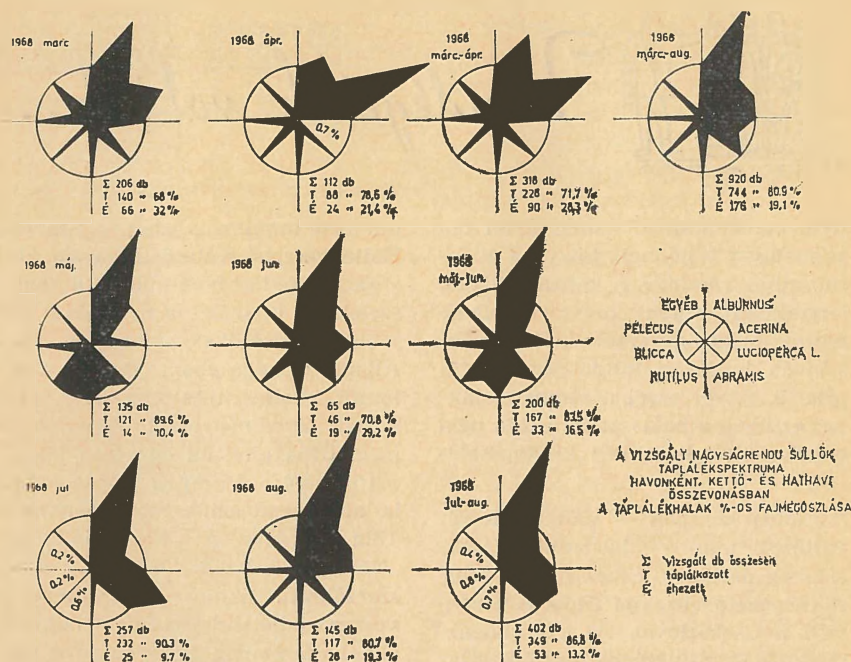 1968 marc
Σ 206 db
T 140 " 68 %
É 66 " 32 %
1968 ápr.
0.7 %
Σ 112 db
T 88 " 78,6 %
É 24 " 21,4 %
1968
márc.-ápr.
Σ 318 db
T 228 " 71,7 %
É 90 " 28,3 %
1968
márc.-aug.
Σ 920 db
T 744 " 80.9 %
É 176 " 19,1 %
1968 máj.
Σ 135 db
T 121 " 89.6 %
É 14 " 10,4 %
1968 jun.
Σ 65 db
T 46 " 70,8 %
É 19 " 29,2 %
1968
máj.-jun.
Σ 200 db
T 167 " 83.5 %
É 33 " 16.5 %
EGYÉB ALBURNUS
PELECUS ACERINA
BLICCA LUCIOPERCA L.
RUTILUS ABRAMIS
1968 jul
0.2 %
0.2 %
0.6 %
Σ 257 db
T 232 " 90.3 %
É 25 " 9.7 %
1968 aug.
Σ 145 db
T 117 " 80.7 %
É 28 " 19.3 %
1968
jul-aug.
0.4 %
0.8 %
0.7 %
Σ 402 db
T 349 " 86,8 %
É 53 " 13.2 %
A VIZSGÁLT NAGYSÁGRENDŰ SÜLLŐK
TÁPLÁLÉKSPEKTRUMA
HAVONKÉNT, KETTŐ- ÉS HATHAVI
ÖSSZEVONÁSBAN
A TÁPLÁLÉKHALAK %-OS FAJMEGOSZLÁSA
Σ vizsgált db összesen
T táplálkozott
É éhezett